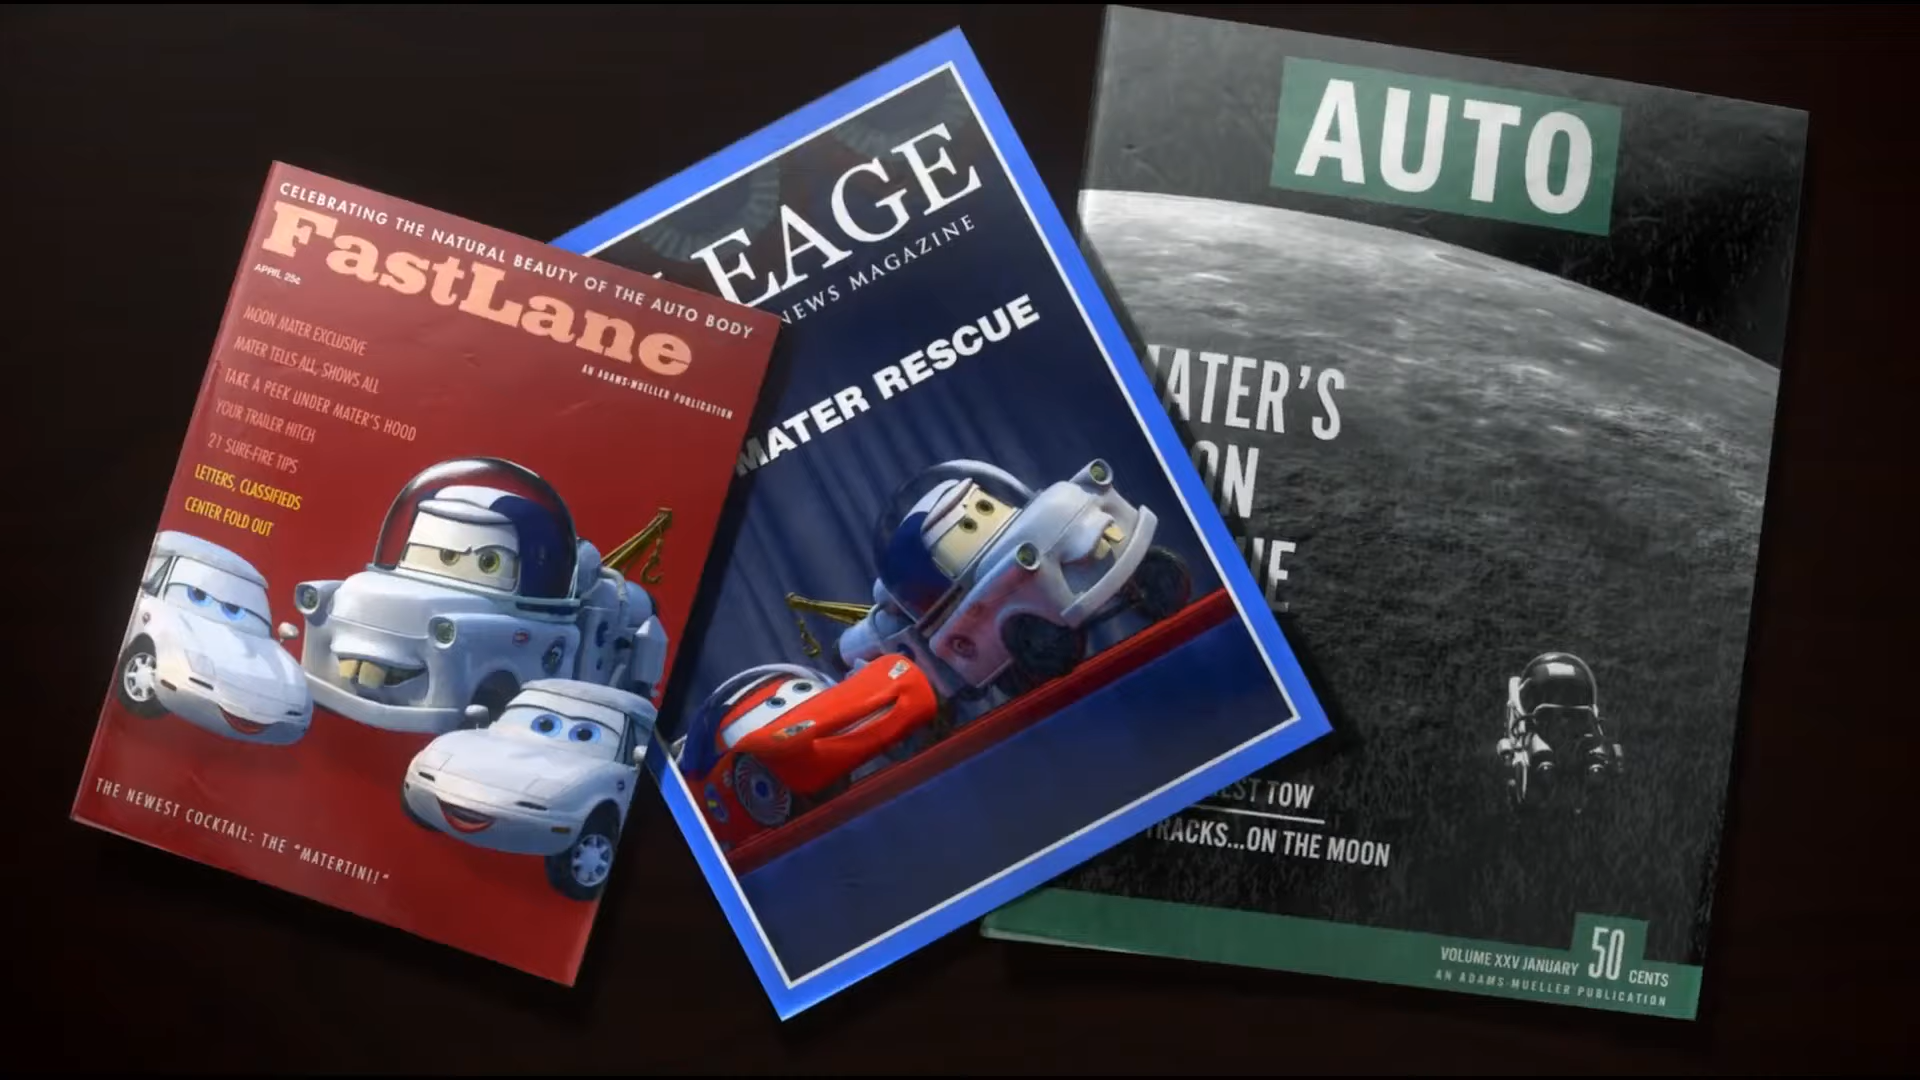 CELEBRATING THE NATURAL BEAUTY OF THE AUTO BODY
FastLane
APRIL 25¢
AN ADAMS-MUELLER PUBLICATION
MOON MATER EXCLUSIVE
MATER TELLS ALL, SHOWS ALL
TAKE A PEEK UNDER MATER'S HOOD
YOUR TRAILER HITCH
21 SURE-FIRE TIPS
LETTERS, CLASSIFIEDS
CENTER FOLD OUT
THE NEWEST COCKTAIL: THE "MATERTINI!"
EAGE
NEWS MAGAZINE
MATER RESCUE
AUTO
ATER'S
ON
NE
EST TOW
TRACKS...ON THE MOON
VOLUME XXV JANUARY 50 CENTS
AN ADAMS-MUELLER PUBLICATION